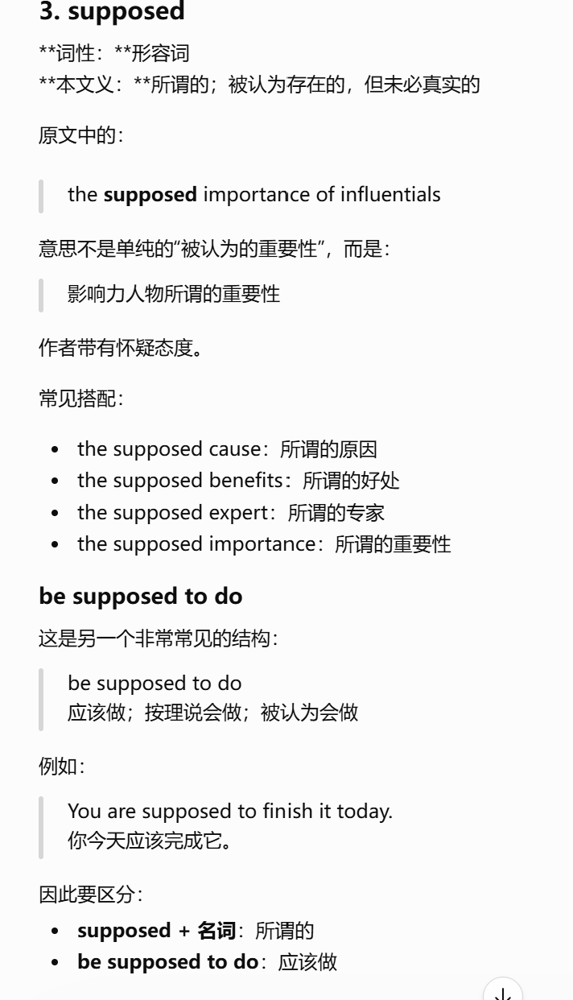 3. supposed
**词性：**形容词
**本文义：**所谓的；被认为存在的，但未必真实的
原文中的：
the supposed importance of influentials
意思不是单纯的“被认为的重要性”，而是：
影响力人物所谓的重要性
作者带有怀疑态度。
常见搭配：
• the supposed cause：所谓的原因
• the supposed benefits：所谓的好处
• the supposed expert：所谓的专家
• the supposed importance：所谓的重要性
be supposed to do
这是另一个非常常见的结构：
be supposed to do
应该做；按理说会做；被认为会做
例如：
You are supposed to finish it today.
你今天应该完成它。
因此要区分：
• supposed + 名词：所谓的
• be supposed to do：应该做